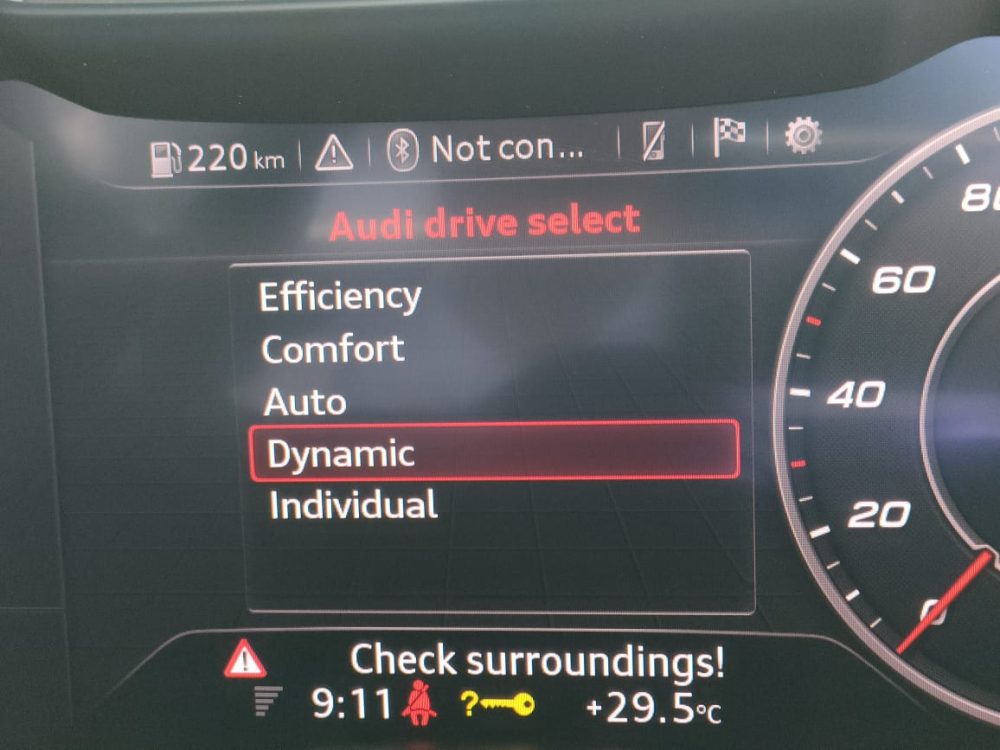 220 km Not con...
Audi drive select
Efficiency
Comfort
Auto
Dynamic
Individual
80
60
40
20
0
Check surroundings!
9:11 ? +29.5°C